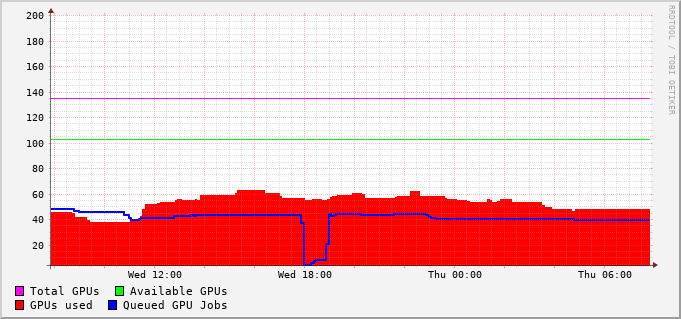 200
180
160
140
120
100
80
60
40
20
Wed 12:00 Wed 18:00 Thu 00:00 Thu 06:00
Total GPUs Available GPUs
GPUs used Queued GPU Jobs
RRDTOOL / TOBI OETIKER